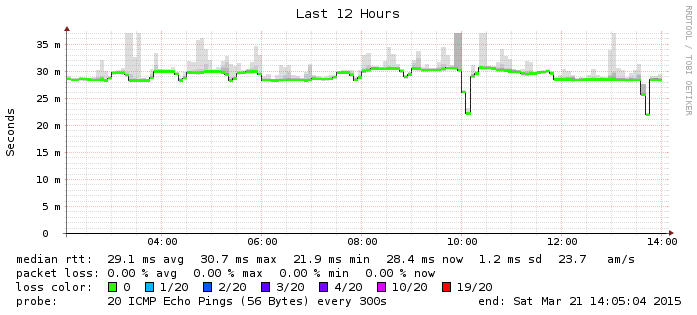 Last 12 Hours
RRDTOOL / TOBI OETIKER
Seconds
35 m
30 m
25 m
20 m
15 m
10 m
5 m
0
04:00 06:00 08:00 10:00 12:00 14:00
median rtt: 29.1 ms avg 30.7 ms max 21.9 ms min 28.4 ms now 1.2 ms sd 23.7 am/s
packet loss: 0.00 % avg 0.00 % max 0.00 % min 0.00 % now
loss color: 0 1/20 2/20 3/20 4/20 10/20 19/20
probe: 20 ICMP Echo Pings (56 Bytes) every 300s end: Sat Mar 21 14:05:04 2015